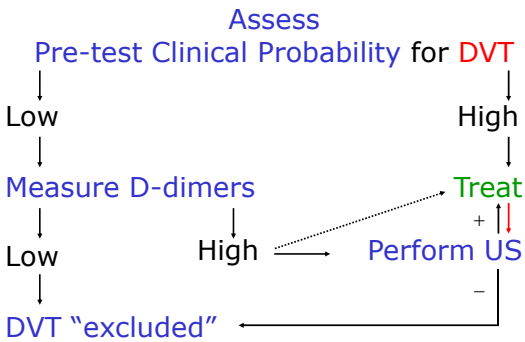 Assess
Pre-test Clinical Probability for DVT
Low
High
Measure D-dimers
Treat
+
Low
High
Perform US
–
DVT “excluded”